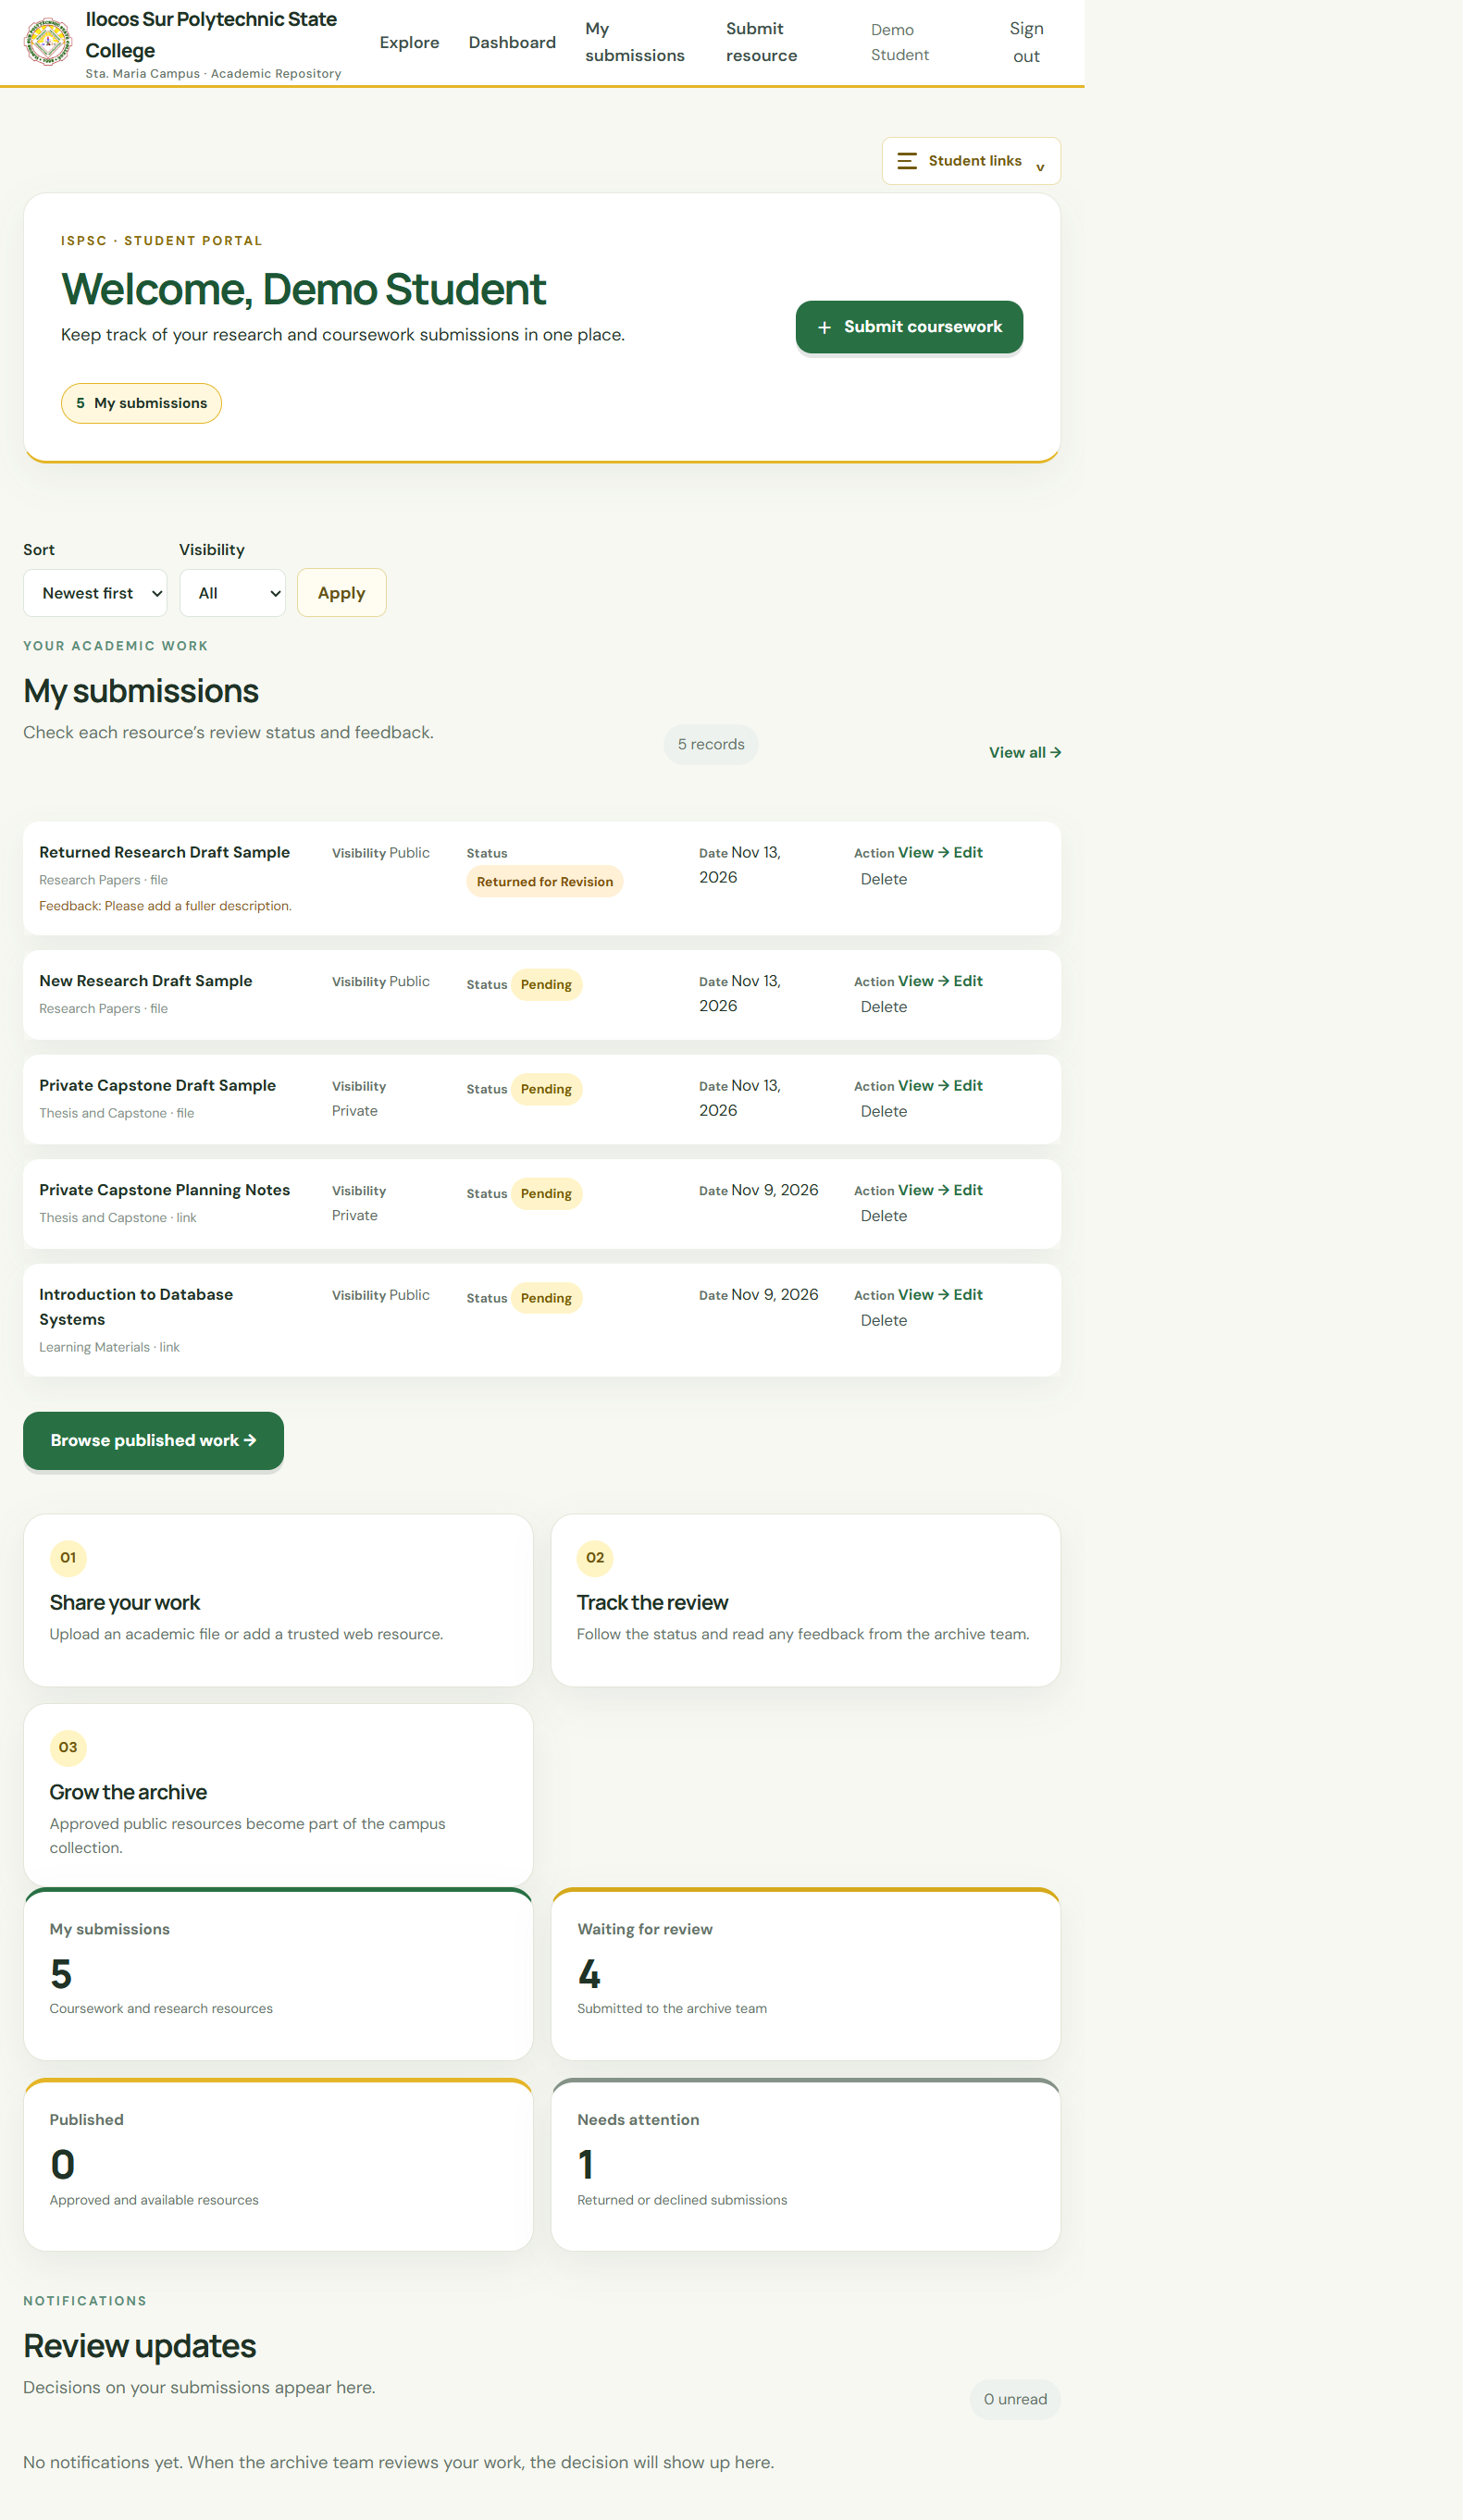 Ilocos Sur Polytechnic State
College
Sta. Maria Campus · Academic Repository
Explore
Dashboard
My
submissions
Submit
resource
Demo
Student
Sign
out
Student links
ISPSC · STUDENT PORTAL
Welcome, Demo Student
Keep track of your research and coursework submissions in one place.
+ Submit coursework
5 My submissions
Sort
Visibility
Newest first
All
Apply
YOUR ACADEMIC WORK
My submissions
Check each resource’s review status and feedback.
5 records
View all →
Returned Research Draft Sample
Research Papers · file
Feedback: Please add a fuller description.
Visibility Public
Status
Returned for Revision
Date Nov 13,
2026
Action View → Edit
Delete
New Research Draft Sample
Research Papers · file
Visibility Public
Status Pending
Date Nov 13,
2026
Action View → Edit
Delete
Private Capstone Draft Sample
Thesis and Capstone · file
Visibility
Private
Status Pending
Date Nov 13,
2026
Action View → Edit
Delete
Private Capstone Planning Notes
Thesis and Capstone · link
Visibility
Private
Status Pending
Date Nov 9, 2026
Action View → Edit
Delete
Introduction to Database
Systems
Learning Materials · link
Visibility Public
Status Pending
Date Nov 9, 2026
Action View → Edit
Delete
Browse published work →
01
Share your work
Upload an academic file or add a trusted web resource.
02
Track the review
Follow the status and read any feedback from the archive team.
03
Grow the archive
Approved public resources become part of the campus
collection.
My submissions
5
Coursework and research resources
Waiting for review
4
Submitted to the archive team
Published
0
Approved and available resources
Needs attention
1
Returned or declined submissions
NOTIFICATIONS
Review updates
Decisions on your submissions appear here.
0 unread
No notifications yet. When the archive team reviews your work, the decision will show up here.